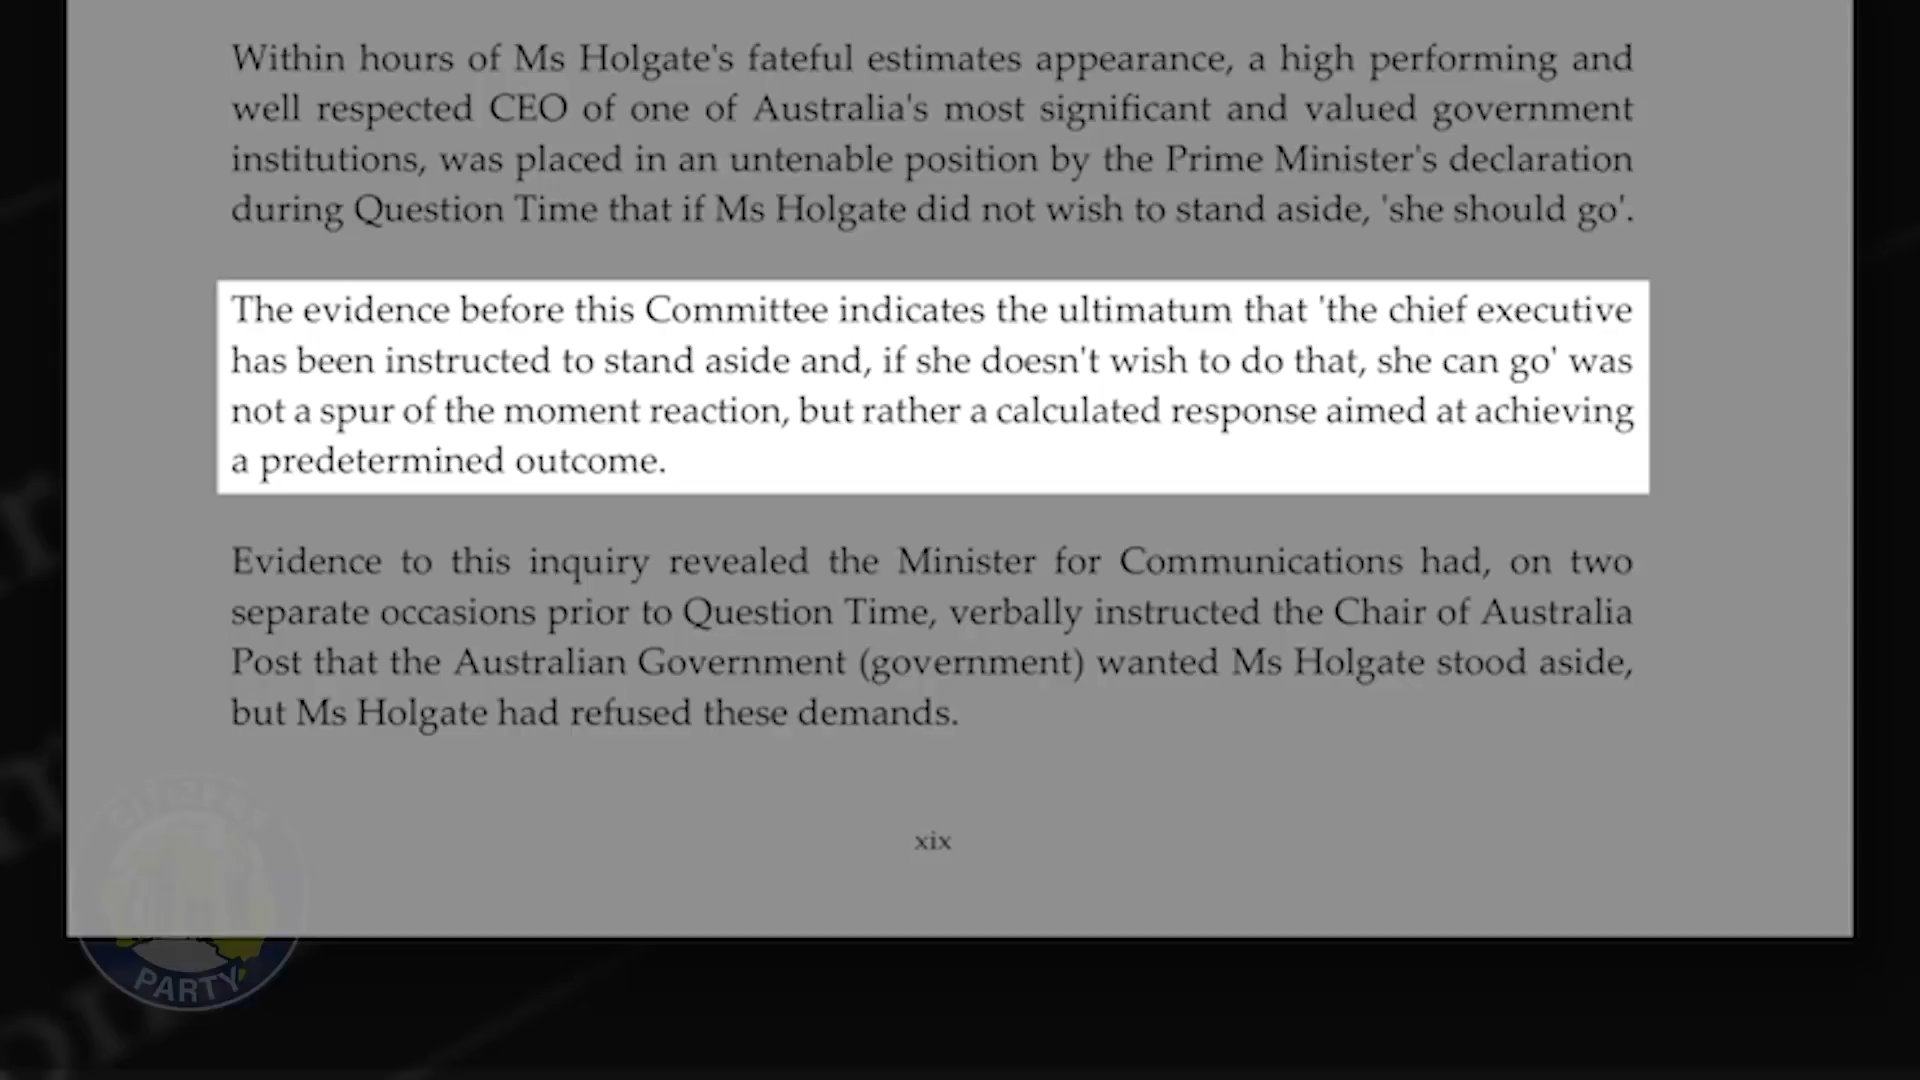 Within hours of Ms Holgate's fateful estimates appearance, a high performing and
well respected CEO of one of Australia's most significant and valued government
institutions, was placed in an untenable position by the Prime Minister's declaration
during Question Time that if Ms Holgate did not wish to stand aside, 'she should go'.
The evidence before this Committee indicates the ultimatum that 'the chief executive
has been instructed to stand aside and, if she doesn't wish to do that, she can go' was
not a spur of the moment reaction, but rather a calculated response aimed at achieving
a predetermined outcome.
Evidence to this inquiry revealed the Minister for Communications had, on two
separate occasions prior to Question Time, verbally instructed the Chair of Australia
Post that the Australian Government (government) wanted Ms Holgate stood aside,
but Ms Holgate had refused these demands.
xix
PARTY